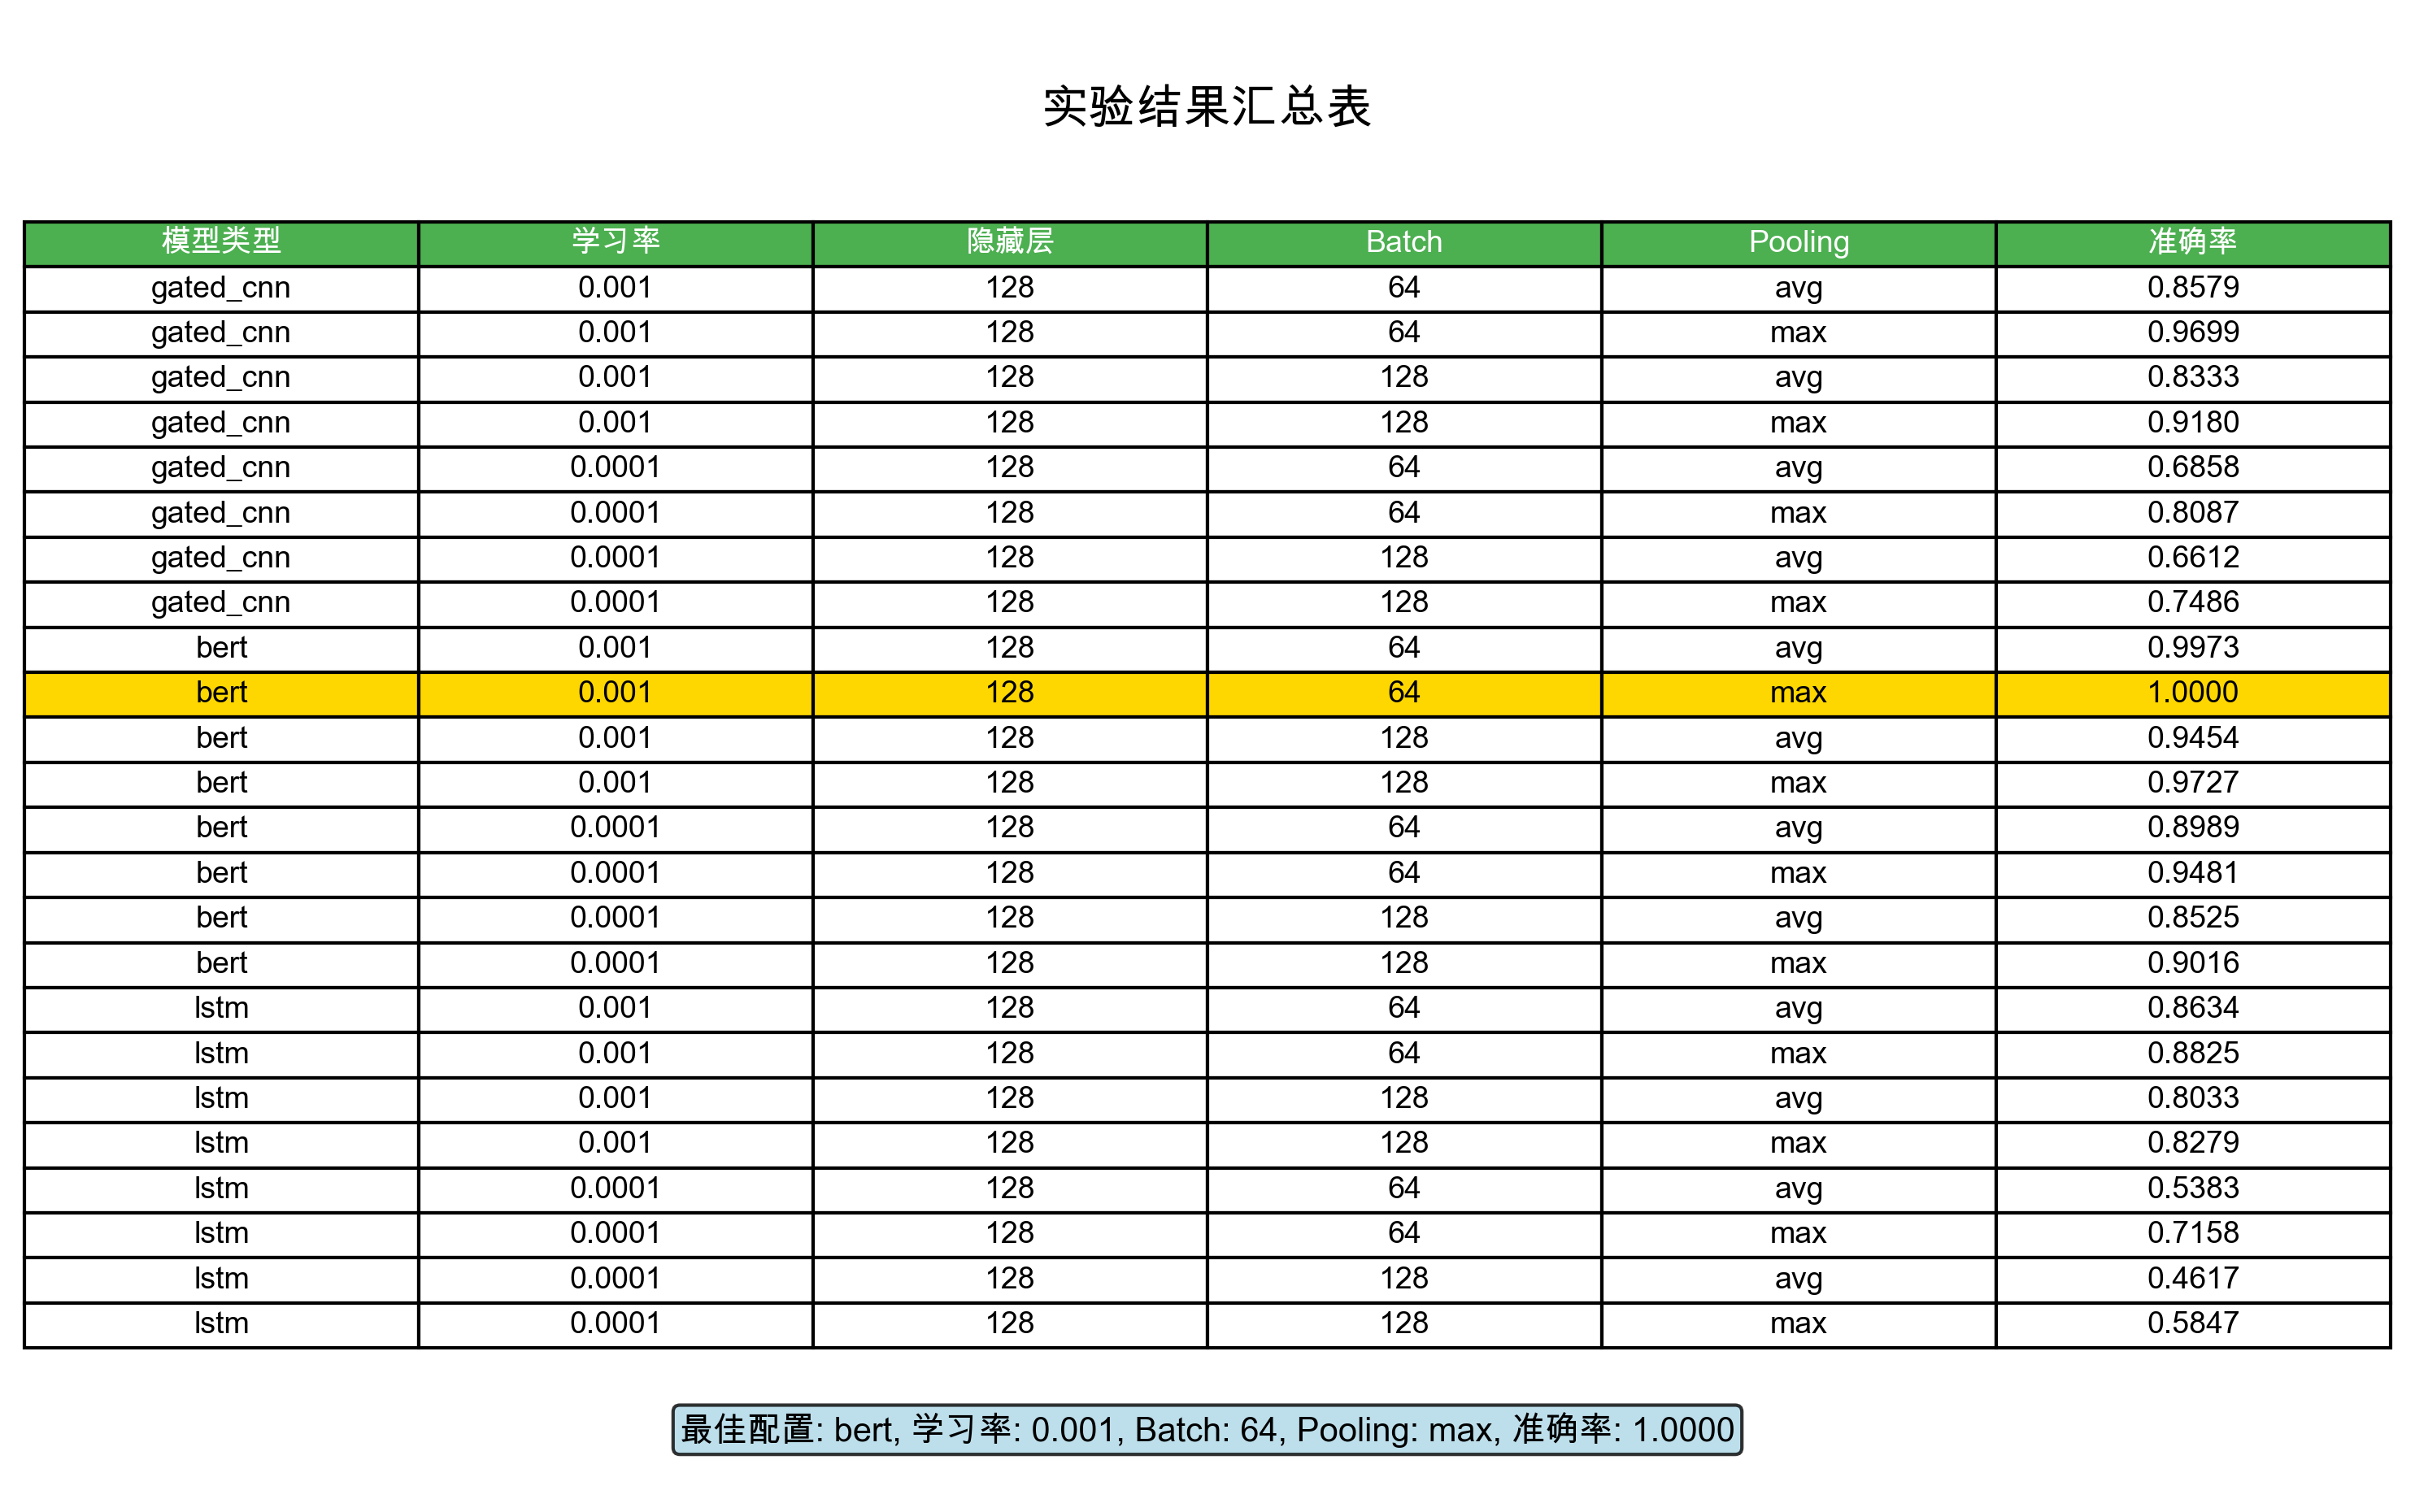 实验结果汇总表
模型类型 学习率 隐藏层 Batch Pooling 准确率
gated_cnn 0.001 128 64 avg 0.8579
gated_cnn 0.001 128 64 max 0.9699
gated_cnn 0.001 128 128 avg 0.8333
gated_cnn 0.001 128 128 max 0.9180
gated_cnn 0.0001 128 64 avg 0.6858
gated_cnn 0.0001 128 64 max 0.8087
gated_cnn 0.0001 128 128 avg 0.6612
gated_cnn 0.0001 128 128 max 0.7486
bert 0.001 128 64 avg 0.9973
bert 0.001 128 64 max 1.0000
bert 0.001 128 128 avg 0.9454
bert 0.001 128 128 max 0.9727
bert 0.0001 128 64 avg 0.8989
bert 0.0001 128 64 max 0.9481
bert 0.0001 128 128 avg 0.8525
bert 0.0001 128 128 max 0.9016
lstm 0.001 128 64 avg 0.8634
lstm 0.001 128 64 max 0.8825
lstm 0.001 128 128 avg 0.8033
lstm 0.001 128 128 max 0.8279
lstm 0.0001 128 64 avg 0.5383
lstm 0.0001 128 64 max 0.7158
lstm 0.0001 128 128 avg 0.4617
lstm 0.0001 128 128 max 0.5847
最佳配置: bert, 学习率: 0.001, Batch: 64, Pooling: max, 准确率: 1.0000